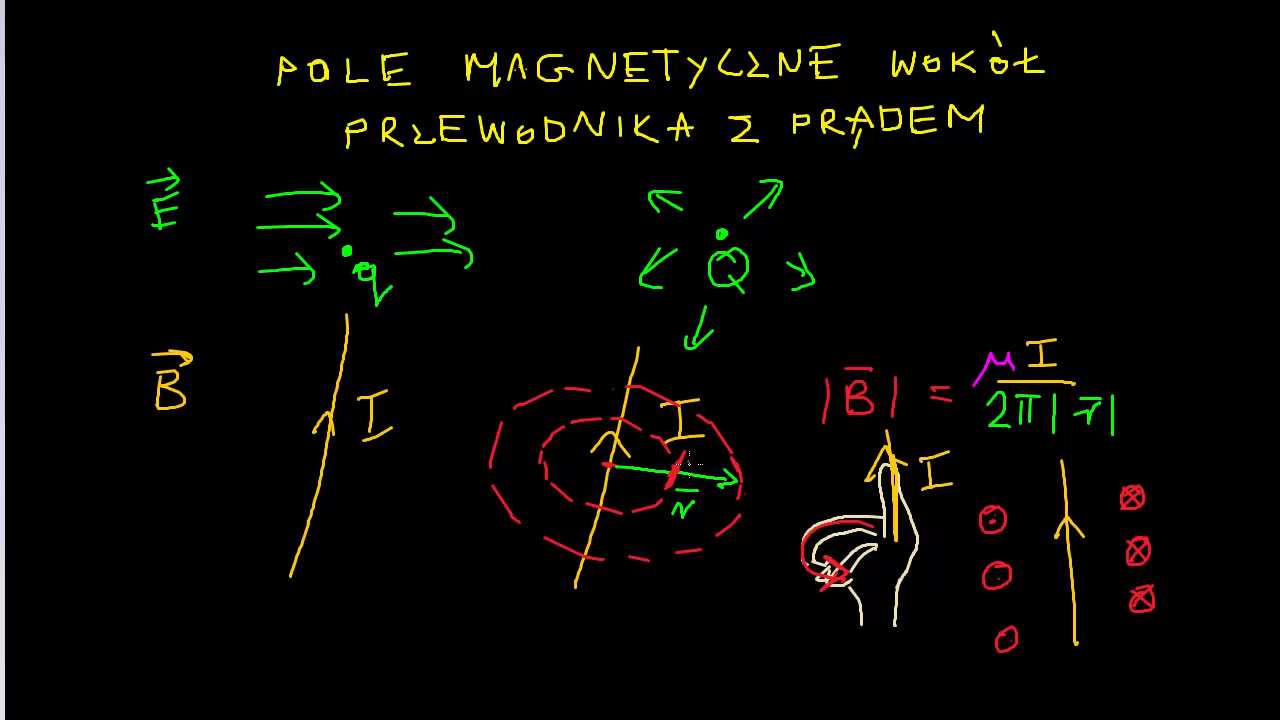 POLE MAGNETYCZNE WOKÓŁ
PRZEWODNIKA Z PRĄDEM
E
q
Q
B
I
I
r
|B| = μI / 2π|r|
I